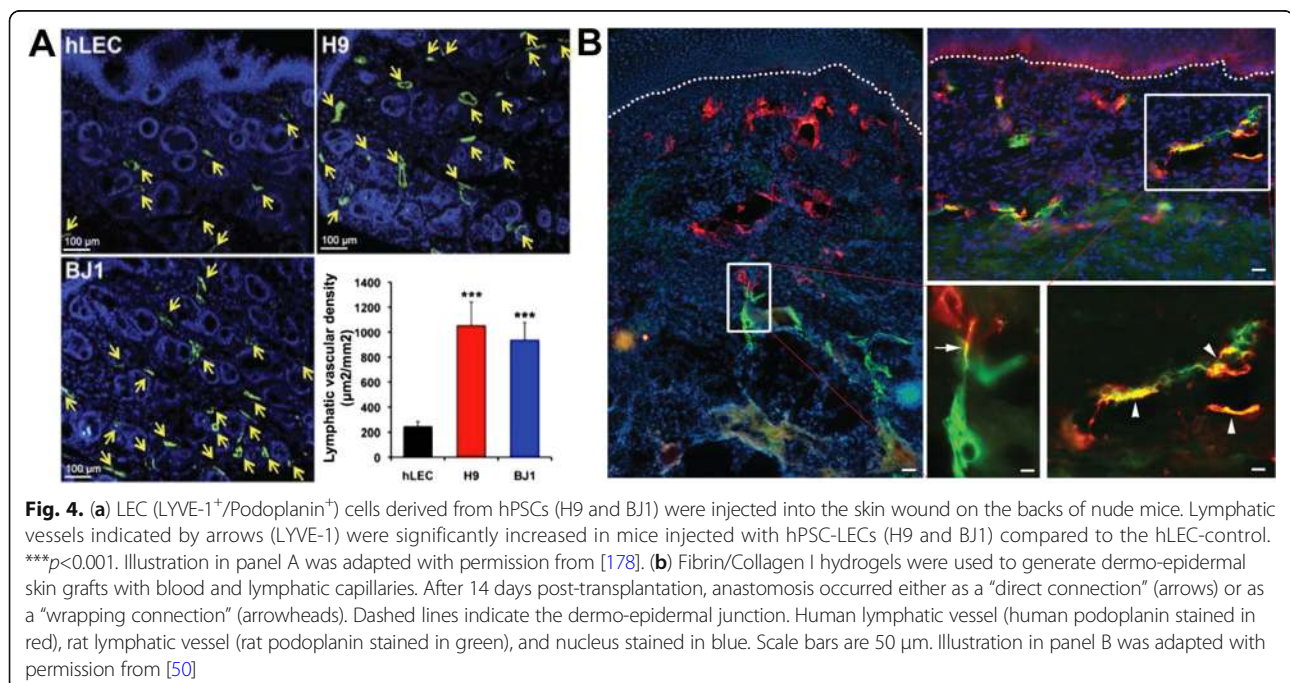 A
hLEC
H9
B
100 µm
100 µm
BJ1
100 µm
Lymphatic vascular density
(µm2/mm2)
1400
1200
1000
800
600
400
200
0
***
***
hLEC
H9
BJ1
Fig. 4. (a) LEC (LYVE-1+/Podoplanin+) cells derived from hPSCs (H9 and BJ1) were injected into the skin wound on the backs of nude mice. Lymphatic
vessels indicated by arrows (LYVE-1) were significantly increased in mice injected with hPSC-LECs (H9 and BJ1) compared to the hLEC-control.
***p<0.001. Illustration in panel A was adapted with permission from [178]. (b) Fibrin/Collagen I hydrogels were used to generate dermo-epidermal
skin grafts with blood and lymphatic capillaries. After 14 days post-transplantation, anastomosis occurred either as a “direct connection” (arrows) or as
a “wrapping connection” (arrowheads). Dashed lines indicate the dermo-epidermal junction. Human lymphatic vessel (human podoplanin stained in
red), rat lymphatic vessel (rat podoplanin stained in green), and nucleus stained in blue. Scale bars are 50 μm. Illustration in panel B was adapted with
permission from [50]